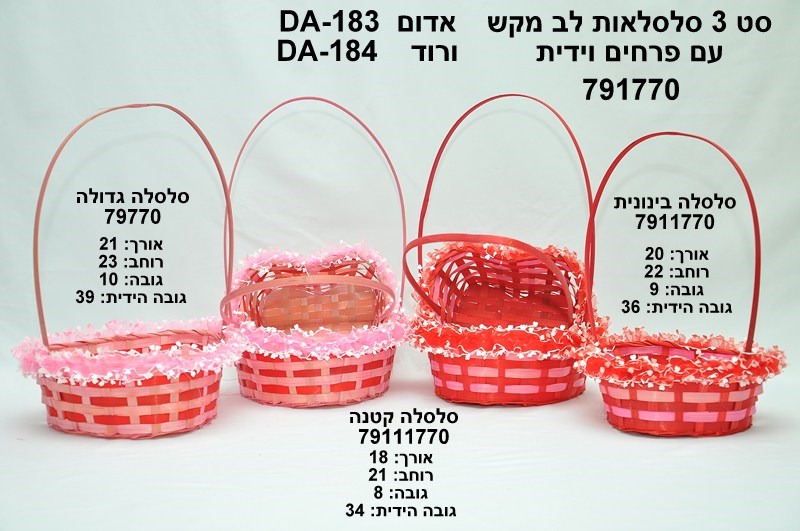 סט 3 סלסלאות לב מקש אדום DA-183
עם פרחים וידית ורוד DA-184
791770
סלסלה גדולה
79770
אורך: 21
רוחב: 23
גובה: 10
גובה הידית: 39
סלסלה בינונית
7911770
אורך: 20
רוחב: 22
גובה: 9
גובה הידית: 36
סלסלה קטנה
79111770
אורך: 18
רוחב: 21
גובה: 8
גובה הידית: 34